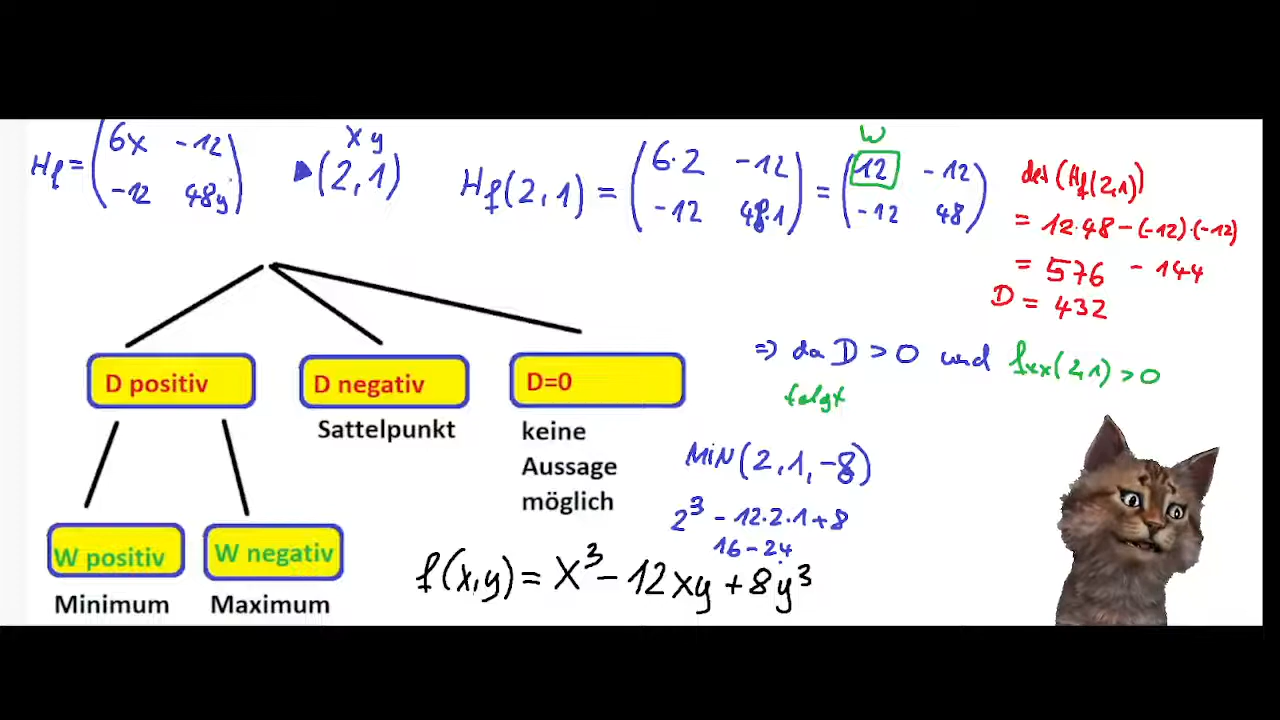 x y
Hf = (6x -12
-12 48y)
(2,1)
Hf(2,1) = (6·2 -12
-12 48·1)
W
= (12 -12
-12 48)
det(Hf(2,1))
= 12·48-(-12)·(-12)
= 576 - 144
D = 432
D positiv
D negativ
D=0
Sattelpunkt
keine
Aussage
möglich
W positiv
W negativ
Minimum
Maximum
⇒ da D > 0 und fxx(2,1) > 0
folgt
MIN(2,1,-8)
2³ - 12·2·1 + 8
16 - 24
f(x,y) = x³ - 12xy + 8y³